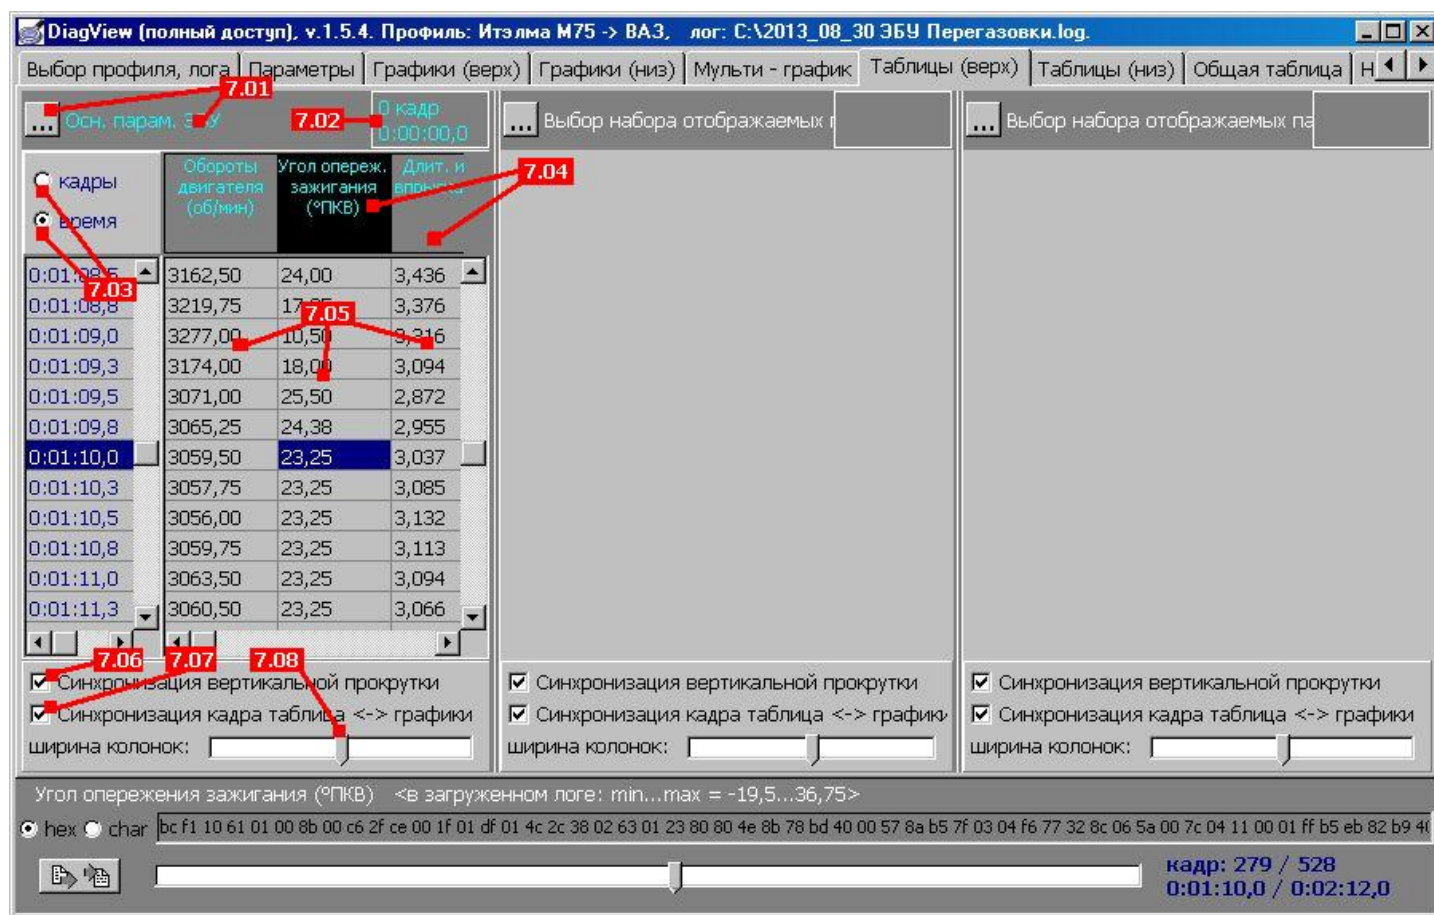 DiagView (полный доступ), v.1.5.4. Профиль: Итэлма М75 -> ВАЗ, лог: C:\2013_08_30 ЭБУ Перегазовки.log.
Выбор профиля, лога Параметры Графики (верх) Графики (низ) Мульти - график Таблицы (верх) Таблицы (низ) Общая таблица Н
7.01
... Осн. парам. ЭБУ 7.02 0 кадр
0:00:00,0
... Выбор набора отображаемых
... Выбор набора отображаемых па
кадры
время
Обороты двигателя (об/мин)
Угол опереж. зажигания (°ПКВ)
Длит. и
впрыска
7.04
7.03
7.05
0:01:08,5 3162,50 24,00 3,436
0:01:08,8 3219,75 3,376
0:01:09,0 3277,00 10,50 3,316
0:01:09,3 3174,00 18,00 3,094
0:01:09,5 3071,00 25,50 2,872
0:01:09,8 3065,25 24,38 2,955
0:01:10,0 3059,50 23,25 3,037
0:01:10,3 3057,75 23,25 3,085
0:01:10,5 3056,00 23,25 3,132
0:01:10,8 3059,75 23,25 3,113
0:01:11,0 3063,50 23,25 3,094
0:01:11,3 3060,50 23,25 3,066
7.06 7.07 7.08
Синхронизация вертикальной прокрутки
Синхронизация кадра таблица <-> графики
ширина колонок:
Синхронизация вертикальной прокрутки
Синхронизация кадра таблица <-> графики
ширина колонок:
Синхронизация вертикальной прокрутки
Синхронизация кадра таблица <-> графики
ширина колонок:
Угол опережения зажигания (°ПКВ) <в загруженном логе: min...max = -19,5...36,75>
hex char bc f1 10 61 01 00 8b 00 c6 2f ce 00 1f 01 df 01 4c 2c 38 02 63 01 23 80 80 4e 8b 78 bd 40 00 57 8a b5 7f 03 04 f6 77 32 8c 06 5a 00 7c 04 11 00 01 ff b5 eb 82 b9
кадр: 279 / 528
0:01:10,0 / 0:02:12,0